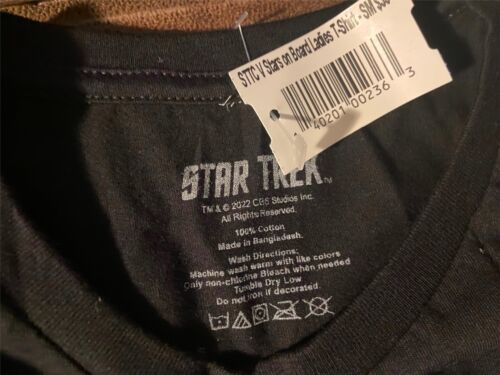 STTC V Stars on Board Ladies T-Shirt - SM
40201 00236 3
STAR TREK™
TM & © 2022 CBS Studios Inc.
All Rights Reserved.
100% Cotton
Made in Bangladesh.
Wash Directions:
Machine wash warm with like colors
Only non-chlorine Bleach when needed
Tumble Dry Low
Do not iron if decorated.